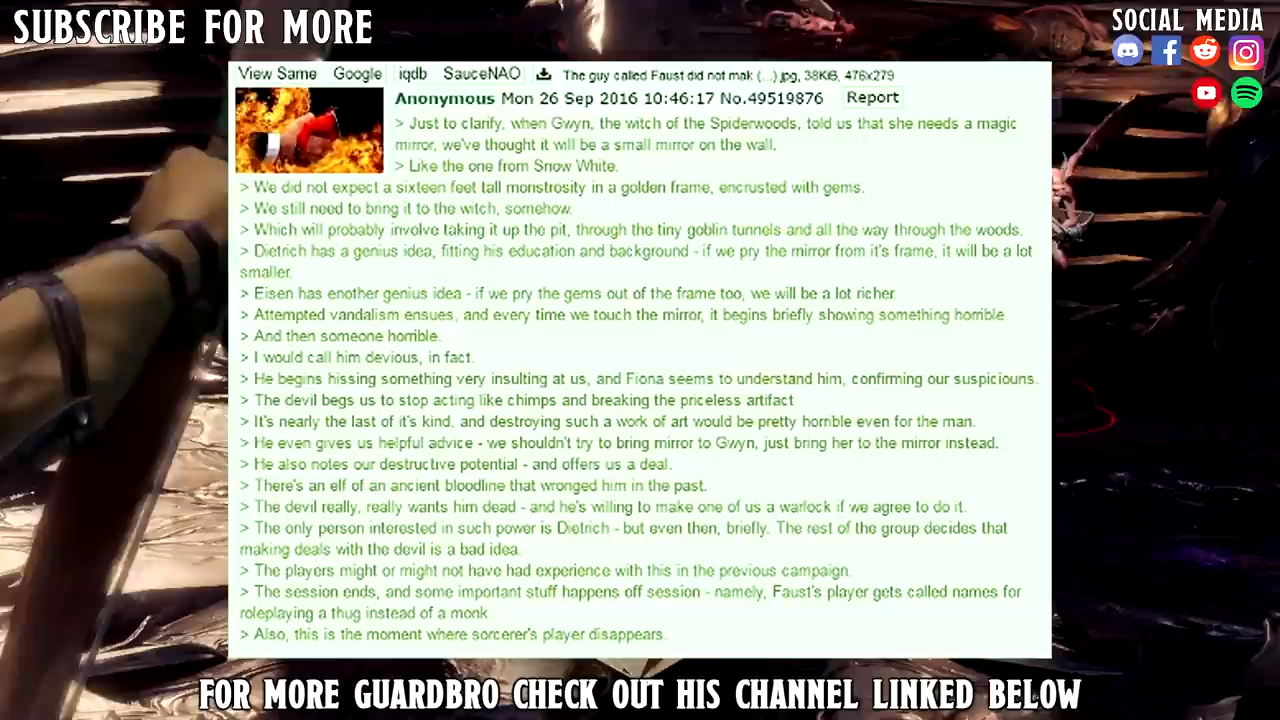 SUBSCRIBE FOR MORE
SOCIAL MEDIA
View Same Google iqdb SauceNAO The guy called Faust did not mak (...).jpg, 38KiB, 476x279
Anonymous Mon 26 Sep 2016 10:46:17 No.49519876 Report
> Just to clarify, when Gwyn, the witch of the Spiderwoods, told us that she needs a magic
mirror, we've thought it will be a small mirror on the wall.
> Like the one from Snow White.
> We did not expect a sixteen feet tall monstrosity in a golden frame, encrusted with gems.
> We still need to bring it to the witch, somehow.
> Which will probably involve taking it up the pit, through the tiny goblin tunnels and all the way through the woods.
> Dietrich has a genius idea, fitting his education and background - if we pry the mirror from it's frame, it will be a lot
smaller.
> Eisen has enother genius idea - if we pry the gems out of the frame too, we will be a lot richer.
> Attempted vandalism ensues, and every time we touch the mirror, it begins briefly showing something horrible.
> And then someone horrible.
> I would call him devious, in fact.
> He begins hissing something very insulting at us, and Fiona seems to understand him, confirming our suspiciouns.
> The devil begs us to stop acting like chimps and breaking the priceless artifact
> It's nearly the last of it's kind, and destroying such a work of art would be pretty horrible even for the man.
> He even gives us helpful advice - we shouldn't try to bring mirror to Gwyn, just bring her to the mirror instead.
> He also notes our destructive potential - and offers us a deal.
> There's an elf of an ancient bloodline that wronged him in the past.
> The devil really, really wants him dead - and he's willing to make one of us a warlock if we agree to do it.
> The only person interested in such power is Dietrich - but even then, briefly. The rest of the group decides that
making deals with the devil is a bad idea.
> The players might or might not have had experience with this in the previous campaign.
> The session ends, and some important stuff happens off session - namely, Faust's player gets called names for
roleplaying a thug instead of a monk
> Also, this is the moment where sorcerer's player disappears.
FOR MORE GUARDBRO CHECK OUT HIS CHANNEL LINKED BELOW